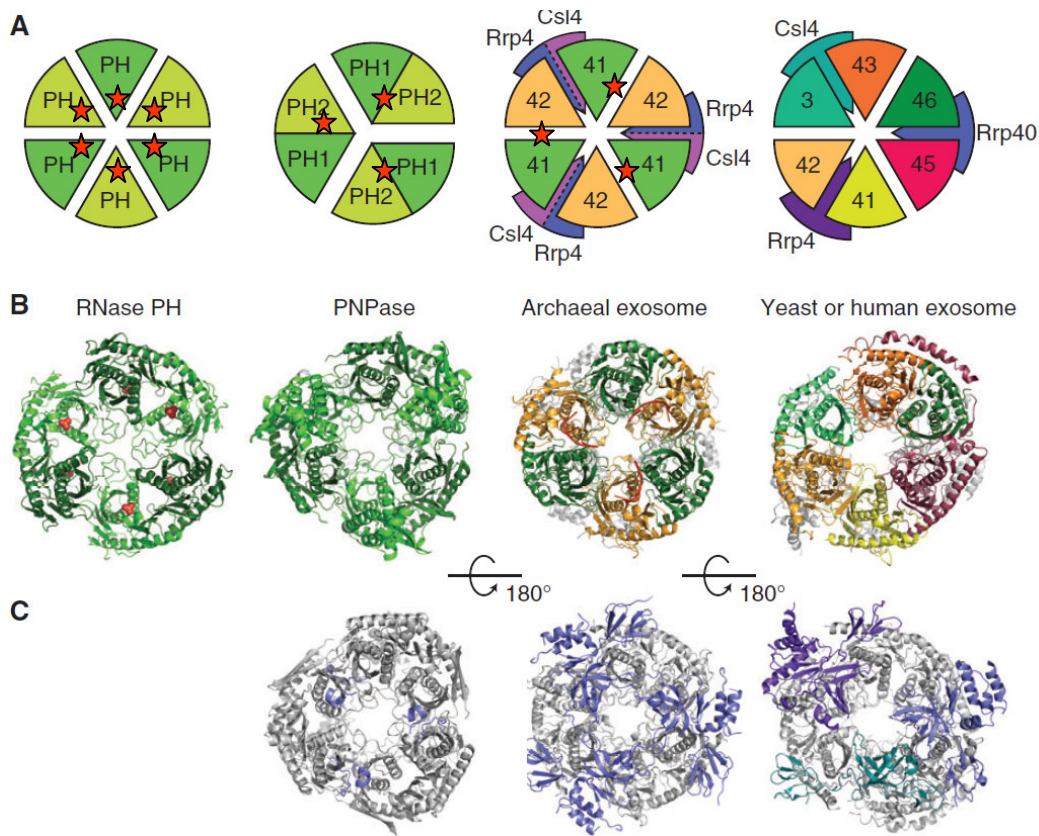 A
PH
PH
PH
PH
PH
PH
PH1
PH2
PH2
PH1
PH1
PH2
Csl4
Rrp4
41
42
42
Rrp4
41
41
Csl4
42
Csl4
Rrp4
Csl4
43
3
46
Rrp40
42
45
41
Rrp4
B
RNase PH
PNPase
Archaeal exosome
Yeast or human exosome
180°
180°
C